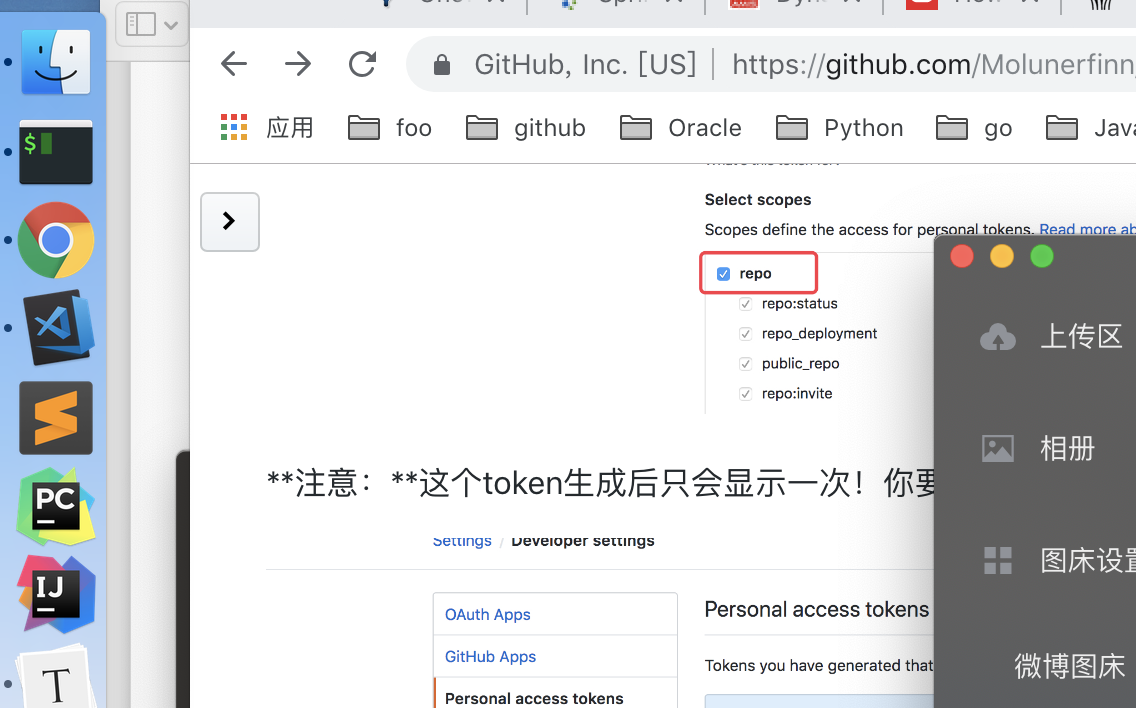 GitHub, Inc. [US] | https://github.com/Molunerfinn/
应用 foo github Oracle Python go Java
Select scopes
Scopes define the access for personal tokens. Read more ab
repo
repo:status
repo_deployment
public_repo
repo:invite
**注意：**这个token生成后只会显示一次！你要
Settings / Developer settings
OAuth Apps
GitHub Apps
Personal access tokens
Personal access tokens
Tokens you have generated that
上传区
相册
图床设置
微博图床
$
PC
IJ
T